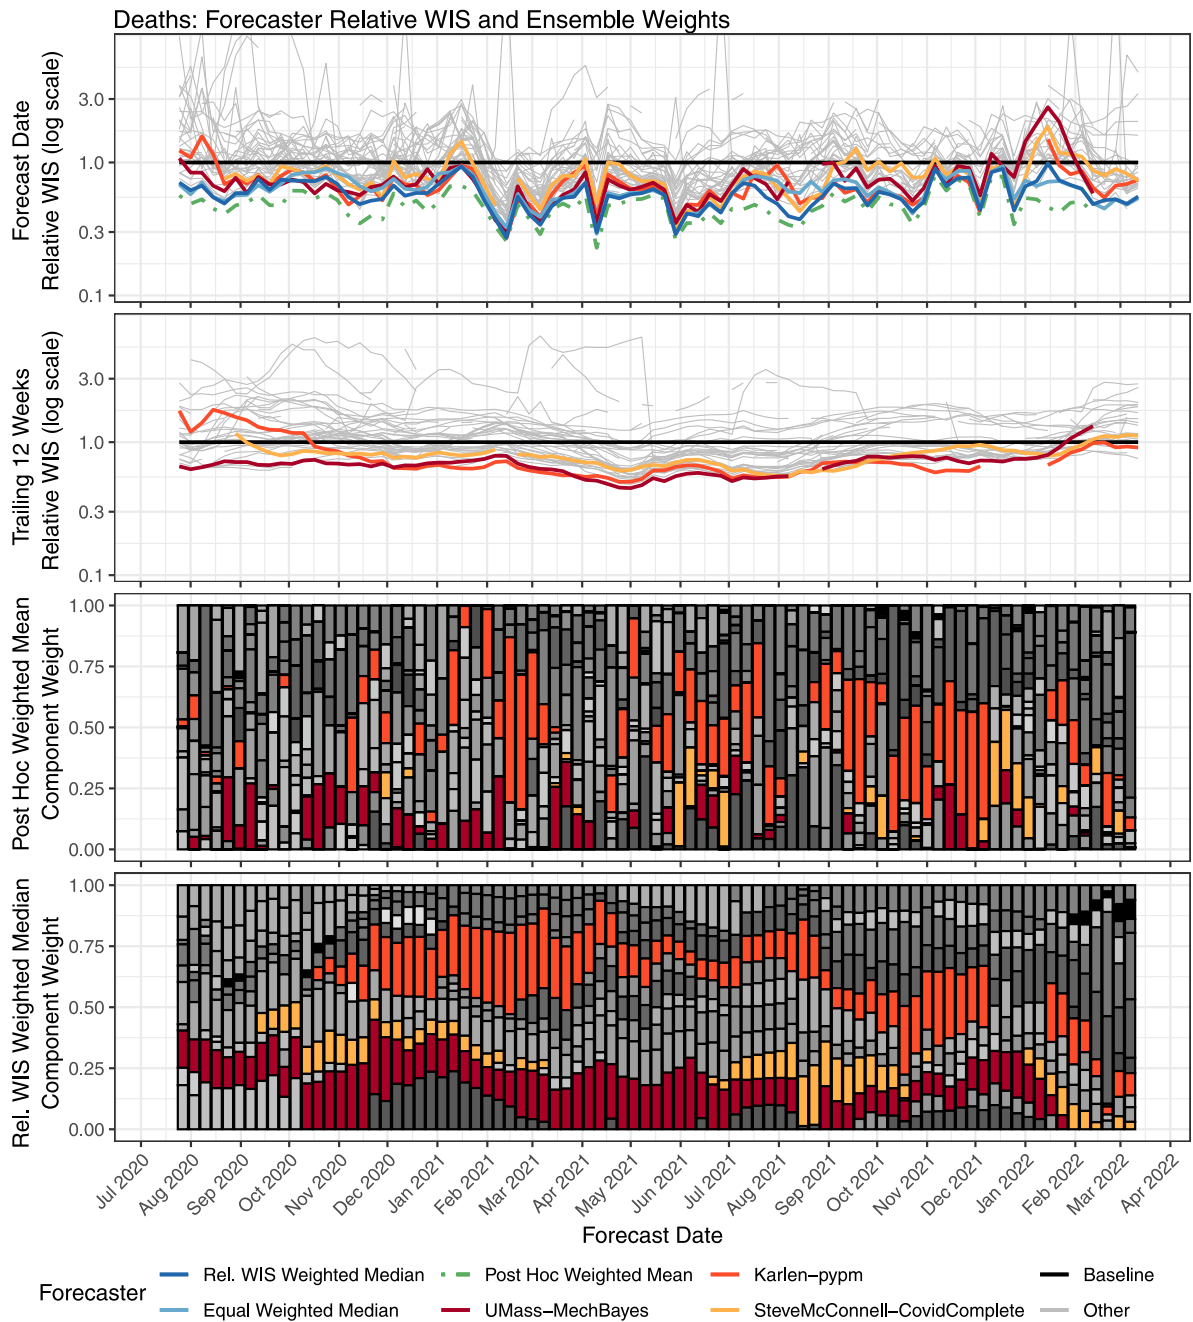 Deaths: Forecaster Relative WIS and Ensemble Weights
Forecast Date
Relative WIS (log scale)
3.0
1.0
0.3
0.1
Trailing 12 Weeks
Relative WIS (log scale)
3.0
1.0
0.3
0.1
Post Hoc Weighted Mean
Component Weight
1.00
0.75
0.50
0.25
0.00
Rel. WIS Weighted Median
Component Weight
1.00
0.75
0.50
0.25
0.00
Jul 2020
Aug 2020
Sep 2020
Oct 2020
Nov 2020
Dec 2020
Jan 2021
Feb 2021
Mar 2021
Apr 2021
May 2021
Jun 2021
Jul 2021
Aug 2021
Sep 2021
Oct 2021
Nov 2021
Dec 2021
Jan 2022
Feb 2022
Mar 2022
Apr 2022
Forecast Date
Forecaster
Rel. WIS Weighted Median
Post Hoc Weighted Mean
Karlen−pypm
Baseline
Equal Weighted Median
UMass−MechBayes
SteveMcConnell−CovidComplete
Other